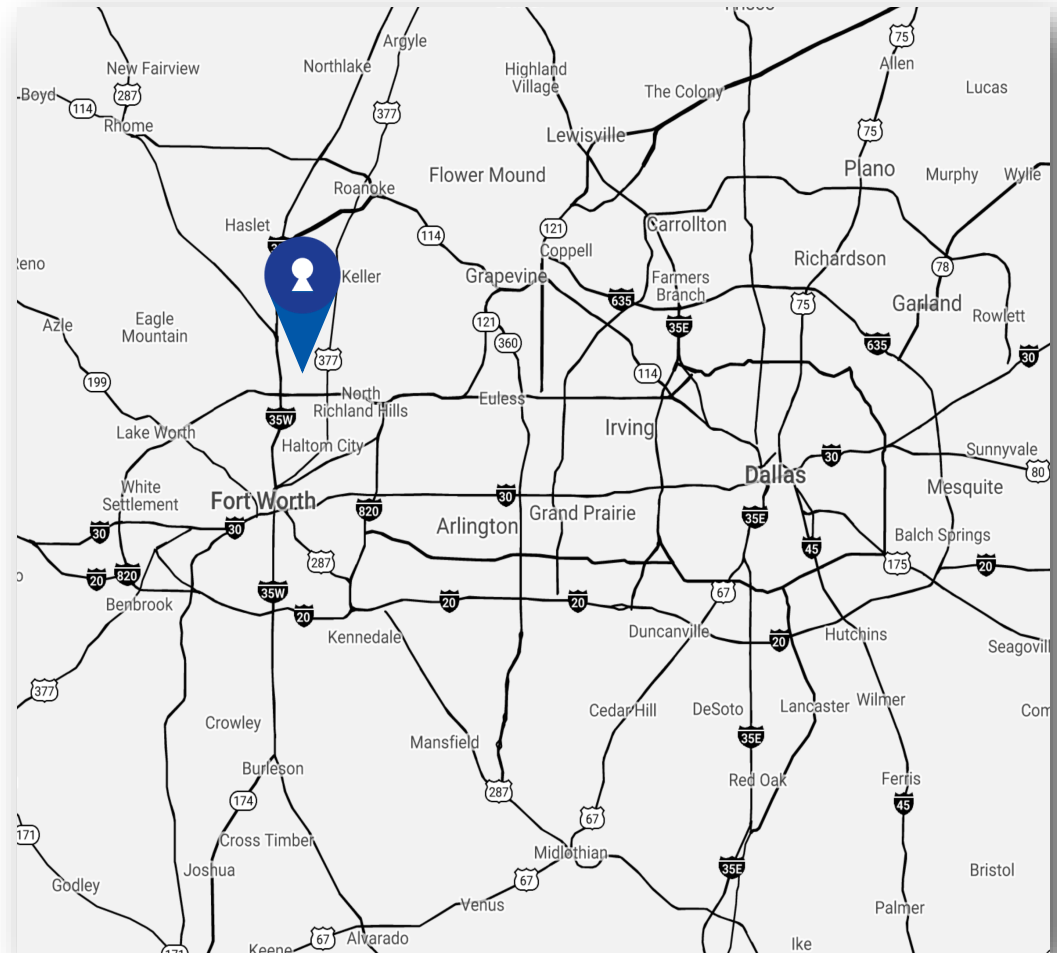 Argyle
75
New Fairview
Northlake
Highland
Village
Allen
Boyd
114
287
377
The Colony
Lucas
Rhome
Lewisville
75
Flower Mound
Plano
Murphy
Wylie
Roanoke
Haslet
114
121
Carrollton
Coppell
Keller
Grapevine
Farmers
Branch
Richardson
78
635
75
Garland
Rowlett
Azle
Eagle
Mountain
121
360
35E
635
30
377
199
114
North
Richland Hills
Euless
35W
Lake Worth
Haltom City
Irving
30
Sunnyvale
80
Dallas
White
Settlement
Fort Worth
30
820
Arlington
Grand Prairie
35E
Mesquite
30
30
45
Balch Springs
287
175
20
20
820
35W
67
Benbrook
20
20
20
Kennedale
Duncanville
20
Hutchins
377
Crowley
Cedar Hill
DeSoto
Lancaster
Wilmer
Mansfield
35E
Burleson
Red Oak
Ferris
287
174
45
67
171
Cross Timber
Midlothian
35E
Joshua
Godley
67
Bristol
Venus
Palmer
67
Alvarado
Ike
Keene
171